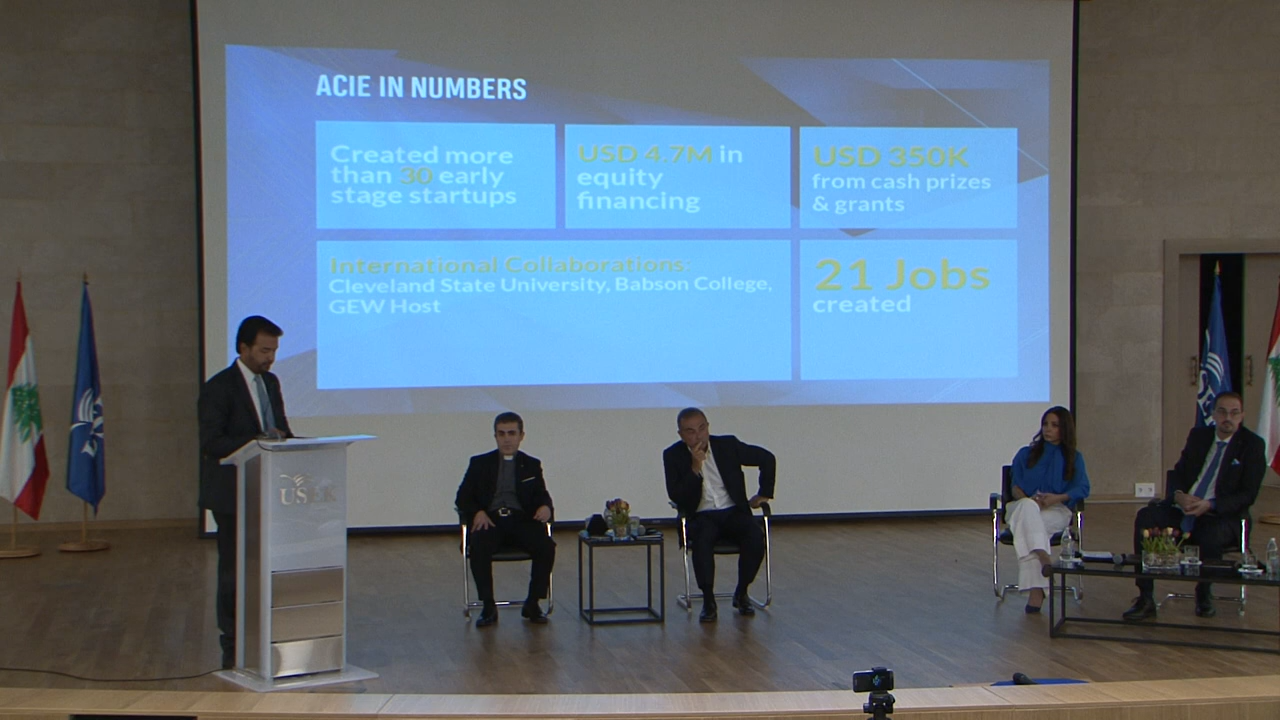 ACIE IN NUMBERS
Created more
than 30 early
stage startups
USD 4.7M in
equity
financing
USD 350K
from cash prizes
& grants
International Collaborations:
Cleveland State University, Babson College,
GEW Host
21 Jobs
created
USEK